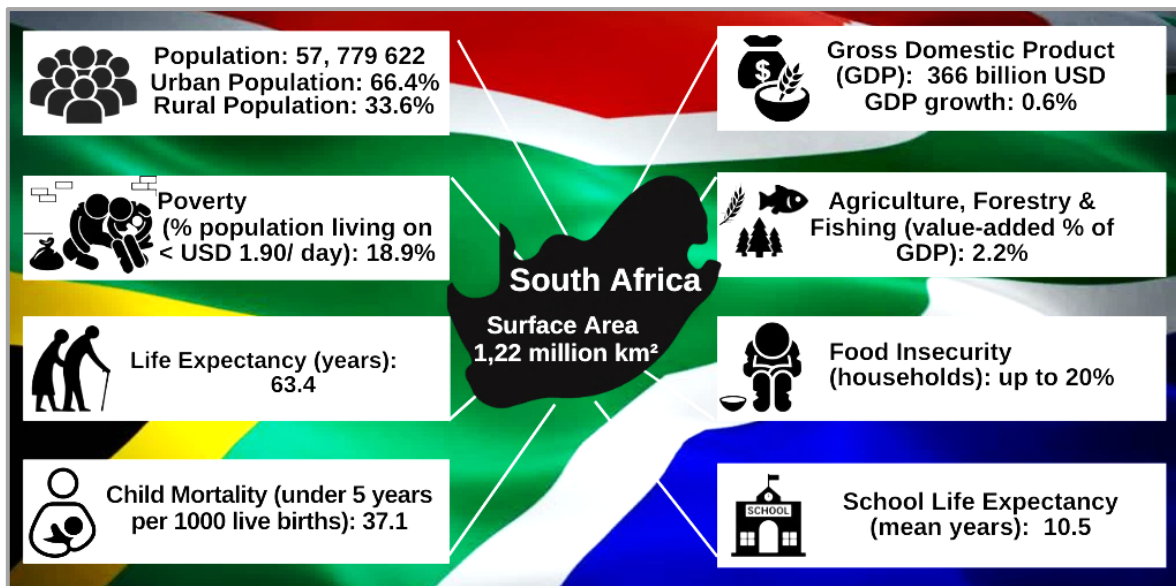 Population: 57, 779 622
Urban Population: 66.4%
Rural Population: 33.6%
Poverty
(% population living on
< USD 1.90/ day): 18.9%
Life Expectancy (years):
63.4
Child Mortality (under 5 years
per 1000 live births): 37.1
South Africa
Surface Area
1,22 million km²
Gross Domestic Product
(GDP): 366 billion USD
GDP growth: 0.6%
$
Agriculture, Forestry &
Fishing (value-added % of
GDP): 2.2%
Food Insecurity
(households): up to 20%
SCHOOL
School Life Expectancy
(mean years): 10.5